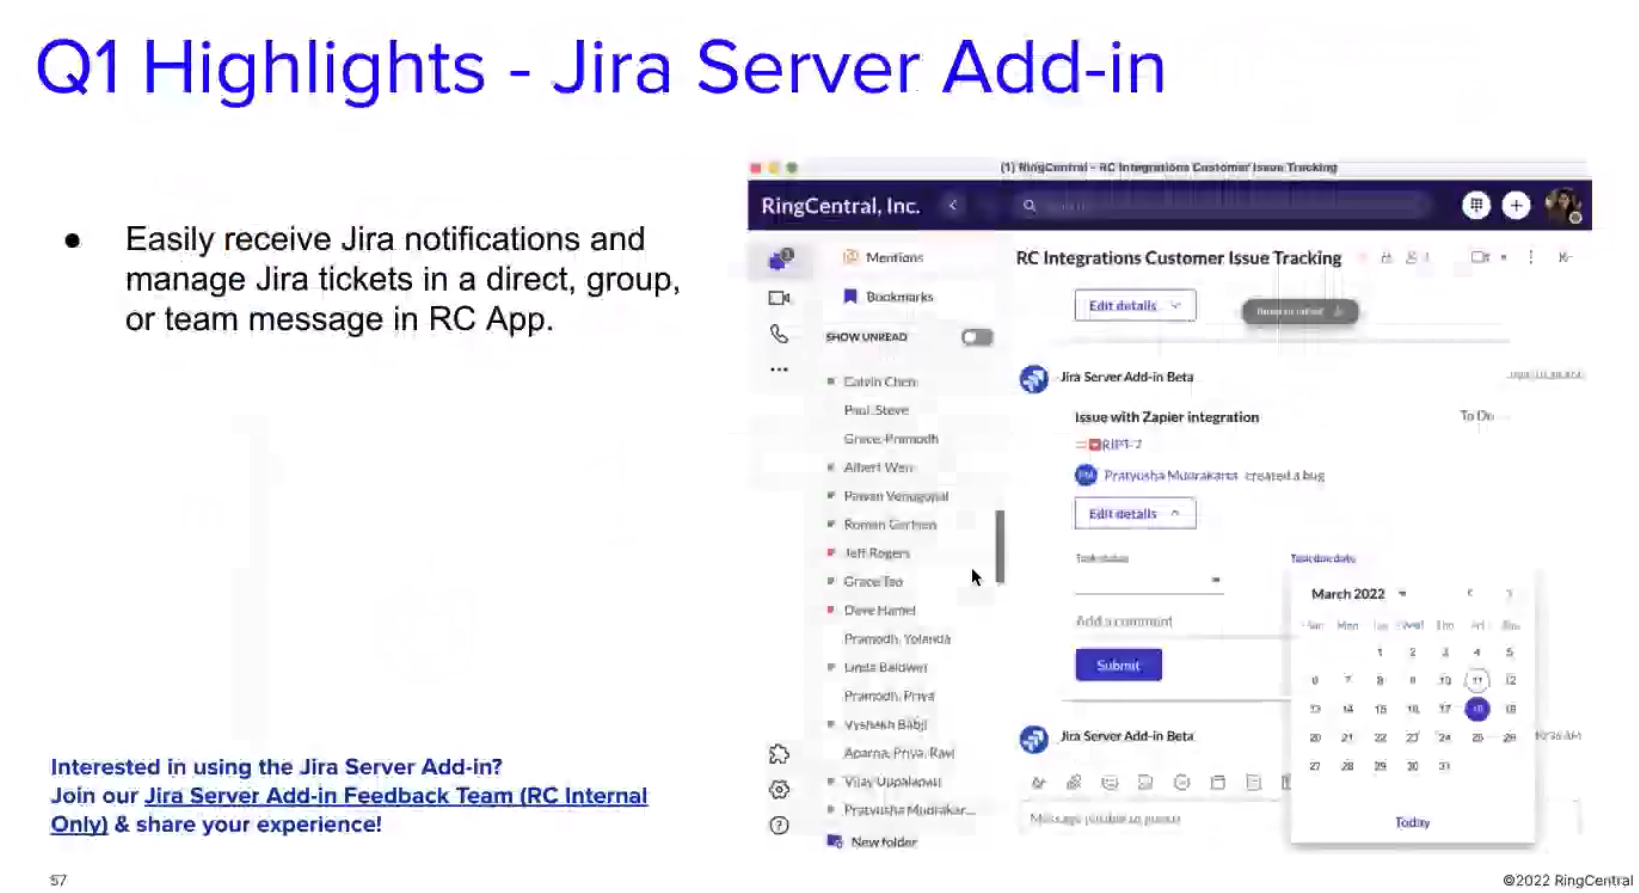 Q1 Highlights - Jira Server Add-in
● Easily receive Jira notifications and
manage Jira tickets in a direct, group,
or team message in RC App.
Interested in using the Jira Server Add-in?
Join our Jira Server Add-in Feedback Team (RC Internal
Only) & share your experience!
57
(1) RingCentral - RC Integrations Customer Issue Tracking
RingCentral, Inc.
Mentions
Bookmarks
SHOW UNREAD
Calvin Chen
Paul, Steve
Grace, Pramodh
Albert Wen
Pawan Venugopal
Roman
Jeff Rogers
Grace Tao
Dave Hamel
Pramodh, Yolanda
Linda Baldwin
Pramodh, Priya
Vyshakh Babji
Aparna, Priya, Ravi
Vijay Uppalapati
Pratyusha Mudrakar...
New folder
RC Integrations Customer Issue Tracking
Edit details
Jira Server Add-in Beta
Issue with Zapier integration
To Do
RIPT-7
PM Pratyusha Mudrakarta created a bug
Edit details
Task status
Task due date
Add a comment
Submit
March 2022
Sun Mon Tue Wed Thu Fri Sat
1 2 3 4 5
6 7 8 9 10 11 12
13 14 15 16 17 18 19
20 21 22 23 24 25 26
27 28 29 30 31
Today
Jira Server Add-in Beta
10:36 AM
Message
©2022 RingCentral